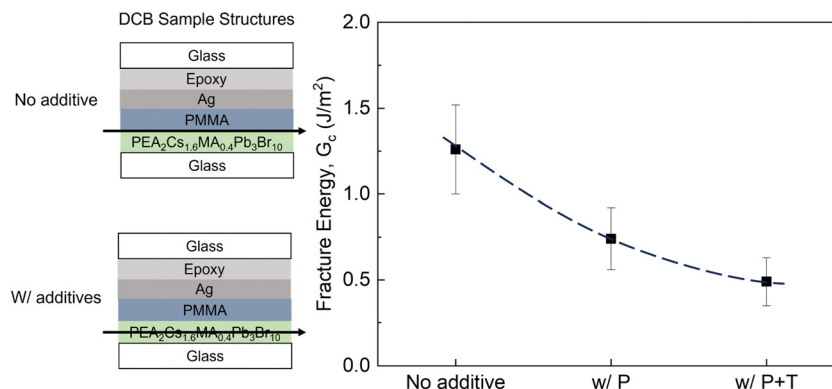 DCB Sample Structures
No additive
Glass
Epoxy
Ag
PMMA
PEA₂Cs₁.₆MA₀.₄Pb₃Br₁₀
Glass
W/ additives
Glass
Epoxy
Ag
PMMA
PEA₂Cs₁.₆MA₀.₄Pb₃Br₁₀
Glass
Fracture Energy, G_c (J/m²)
2.0
1.5
1.0
0.5
0.0
No additive
w/ P
w/ P+T